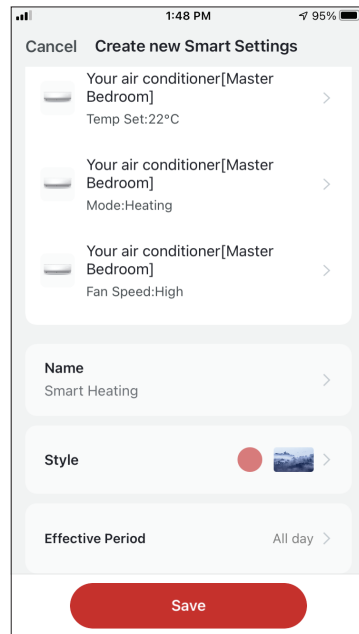 1:48 PM
95%
Cancel Create new Smart Settings
Your air conditioner[Master
Bedroom]
Temp Set:22°C
Your air conditioner[Master
Bedroom]
Mode:Heating
Your air conditioner[Master
Bedroom]
Fan Speed:High
Name
Smart Heating
Style
Effective Period
All day
Save